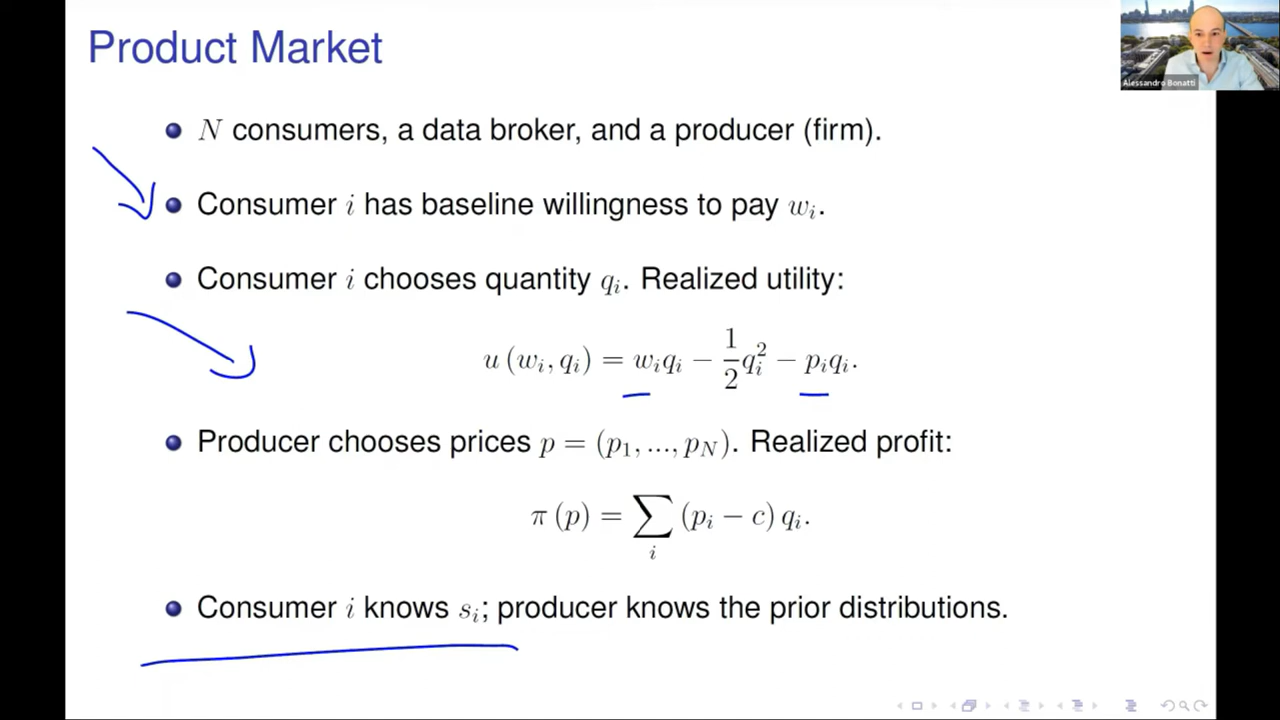 Product Market
Alessandro Bonatti
N consumers, a data broker, and a producer (firm).
Consumer i has baseline willingness to pay wᵢ.
Consumer i chooses quantity qᵢ. Realized utility:
u (wᵢ, qᵢ) = wᵢqᵢ − ½qᵢ² − pᵢqᵢ.
Producer chooses prices p = (p₁, ..., p_N). Realized profit:
π (p) = ∑ᵢ (pᵢ − c) qᵢ.
Consumer i knows sᵢ; producer knows the prior distributions.